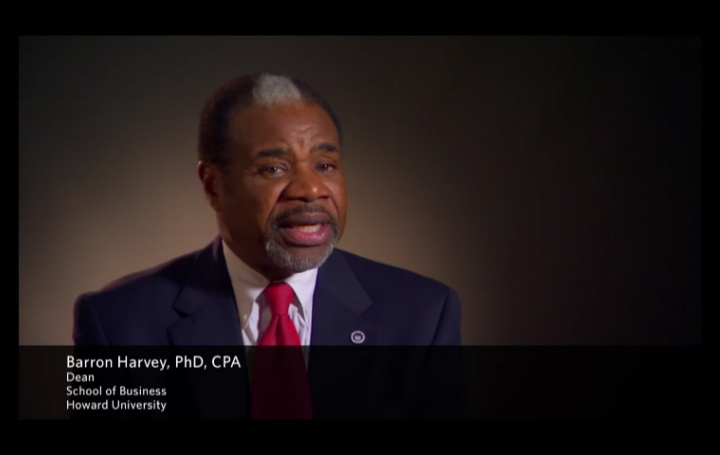 Barron Harvey, PhD, CPA
Dean
School of Business
Howard University